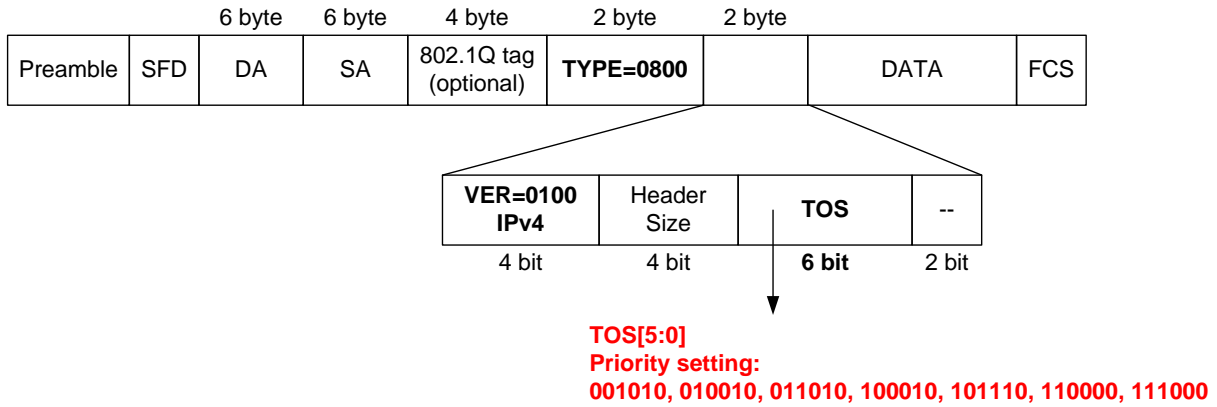 6 byte 6 byte 4 byte 2 byte 2 byte
Preamble SFD DA SA 802.1Q tag (optional) TYPE=0800 DATA FCS
VER=0100 IPv4 Header Size TOS --
4 bit 4 bit 6 bit 2 bit
TOS[5:0]
Priority setting:
001010, 010010, 011010, 100010, 101110, 110000, 111000